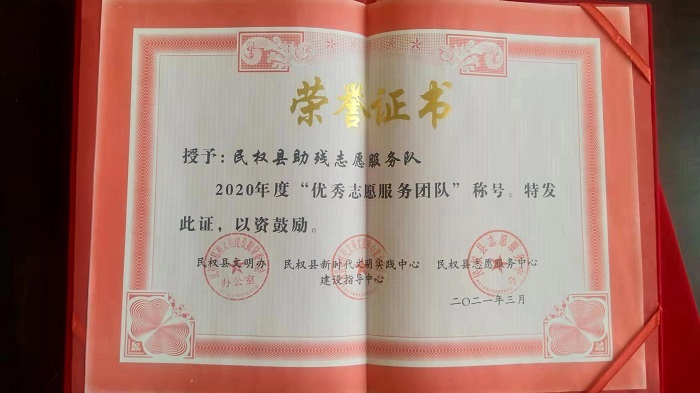 荣誉证书
授予：民权县助残志愿服务队
2020年度“优秀志愿服务团队”称号。特发
此证，以资鼓励。
民权县文明办 民权县新时代文明实践中心 民权县志愿服务中心
办公室 建设指导中心
二〇二一年三月